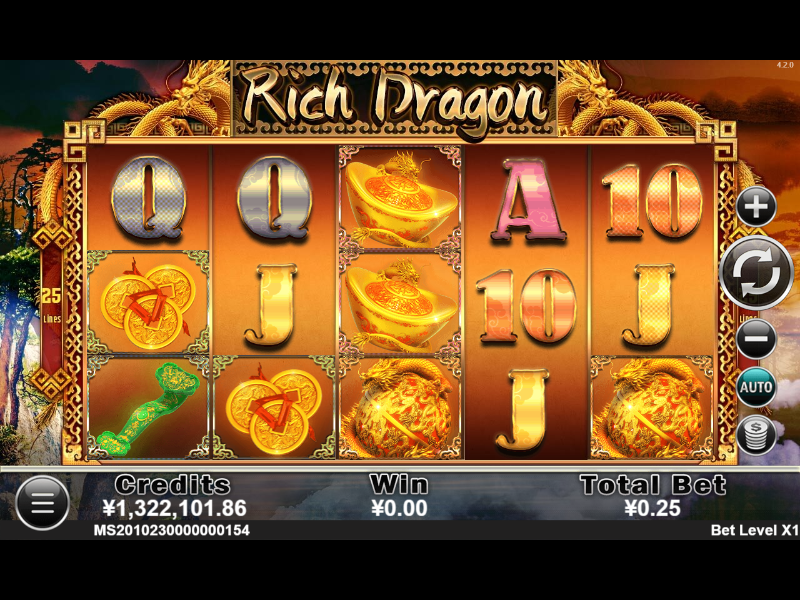 4.2.0
Rich Dragon
Q Q A 10
J 10 J
J
25
Lines
Lines
AUTO
$
Credits Win Total Bet
¥1,322,101.86 ¥0.00 ¥0.25
MS2010230000000154 Bet Level X1